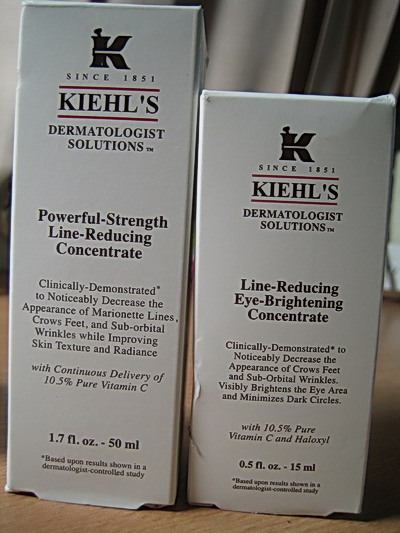 K
SINCE 1851
KIEHL'S
DERMATOLOGIST
SOLUTIONS™
Powerful-Strength
Line-Reducing
Concentrate
Clinically-Demonstrated*
to Noticeably Decrease the
Appearance of Marionette Lines,
Crows Feet, and Sub-orbital
Wrinkles while Improving
Skin Texture and Radiance
with Continuous Delivery of
10.5% Pure Vitamin C
1.7 fl. oz. - 50 ml
*Based upon results shown in a
dermatologist-controlled study
K
SINCE 1851
KIEHL'S
DERMATOLOGIST
SOLUTIONS™
Line-Reducing
Eye-Brightening
Concentrate
Clinically-Demonstrated* to
Noticeably Decrease the
Appearance of Crows Feet
and Sub-Orbital Wrinkles.
Visibly Brightens the Eye Area
and Minimizes Dark Circles.
with 10.5% Pure
Vitamin C and Haloxyl
0.5 fl. oz. - 15 ml
*Based upon results shown in a
dermatologist-controlled study